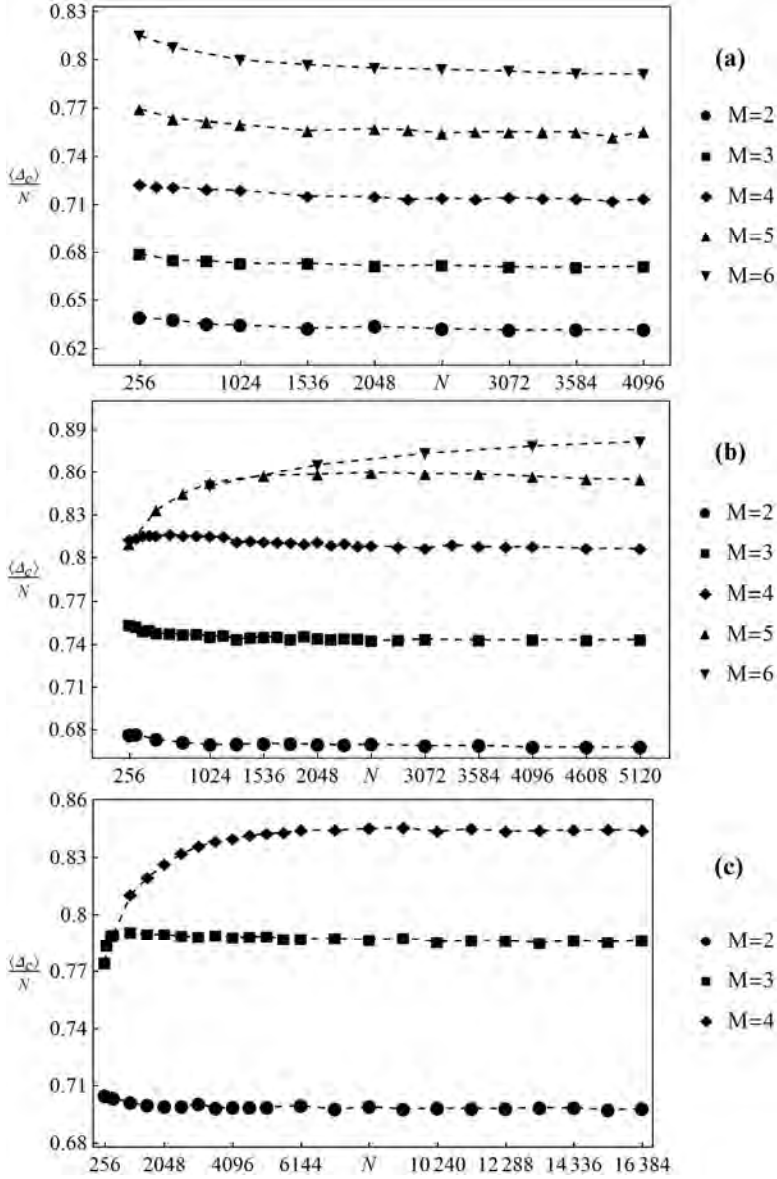 0.83
0.8
0.77
0.74
0.71
0.68
0.65
0.62
⟨Δe⟩
N
256
1024
1536
2048
N
3072
3584
4096
(a)
M=2
M=3
M=4
M=5
M=6
0.89
0.86
0.83
0.8
0.77
0.74
0.71
0.68
⟨Δe⟩
N
256
1024
1536
2048
N
3072
3584
4096
4608
5120
(b)
M=2
M=3
M=4
M=5
M=6
0.86
0.83
0.8
0.77
0.74
0.71
0.68
⟨Δe⟩
N
256
2048
4096
6144
N
10 240
12 288
14 336
16 384
(c)
M=2
M=3
M=4